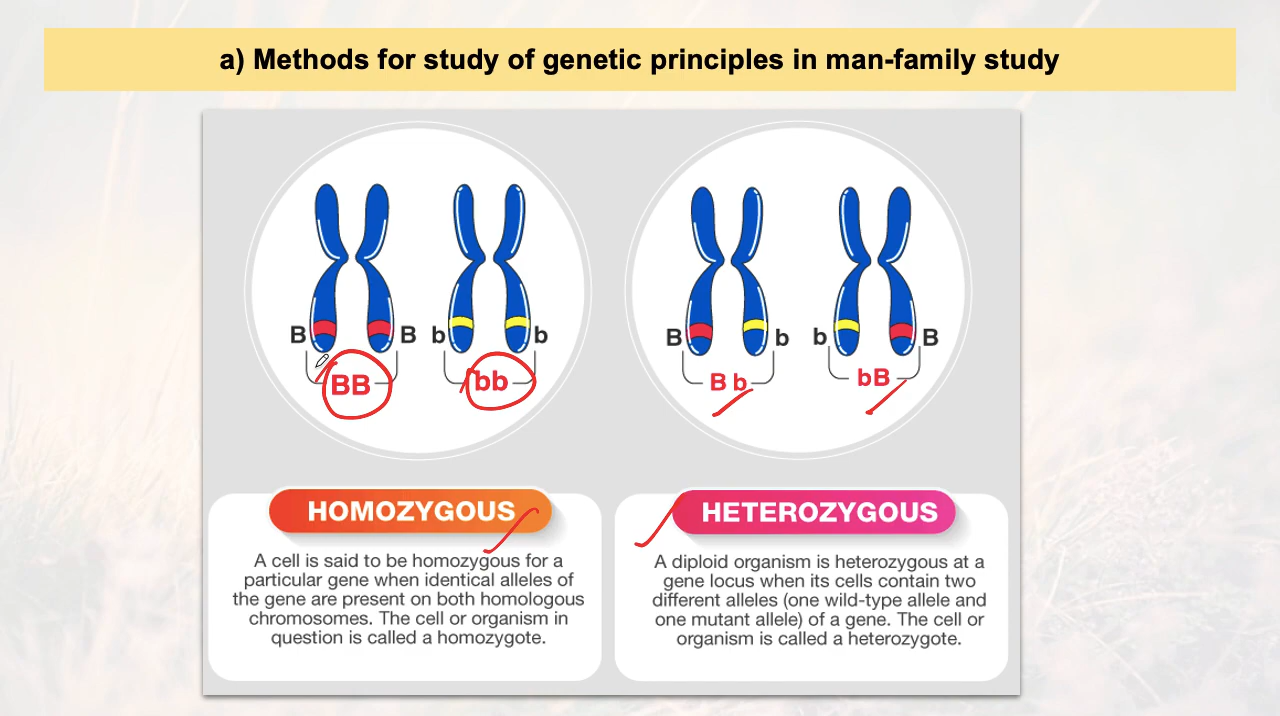 a) Methods for study of genetic principles in man-family study
B B b b
BB bb
B b b B
B b bB
HOMOZYGOUS
A cell is said to be homozygous for a
particular gene when identical alleles of
the gene are present on both homologous
chromosomes. The cell or organism in
question is called a homozygote.
HETEROZYGOUS
A diploid organism is heterozygous at a
gene locus when its cells contain two
different alleles (one wild-type allele and
one mutant allele) of a gene. The cell or
organism is called a heterozygote.